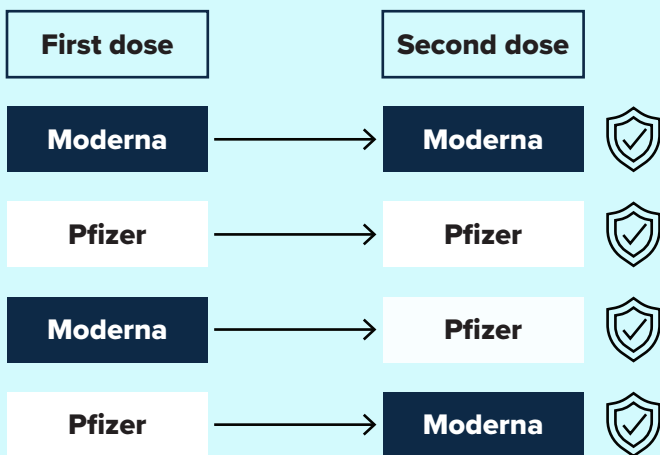 First dose Second dose
Moderna Moderna
Pfizer Pfizer
Moderna Pfizer
Pfizer Moderna